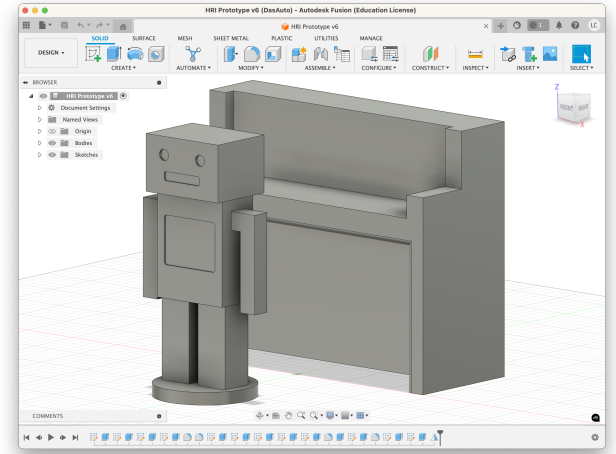 HRI Prototype v6 (DasAuto) - Autodesk Fusion (Education License)
HRI Prototype v6
1
LC
DESIGN
SOLID SURFACE MESH SHEET METAL PLASTIC UTILITIES MANAGE
CREATE AUTOMATE MODIFY ASSEMBLE CONFIGURE CONSTRUCT INSPECT INSERT SELECT
BROWSER
HRI Prototype v6
Document Settings
Named Views
Origin
Bodies
Sketches
Z
FRONT
X
COMMENTS